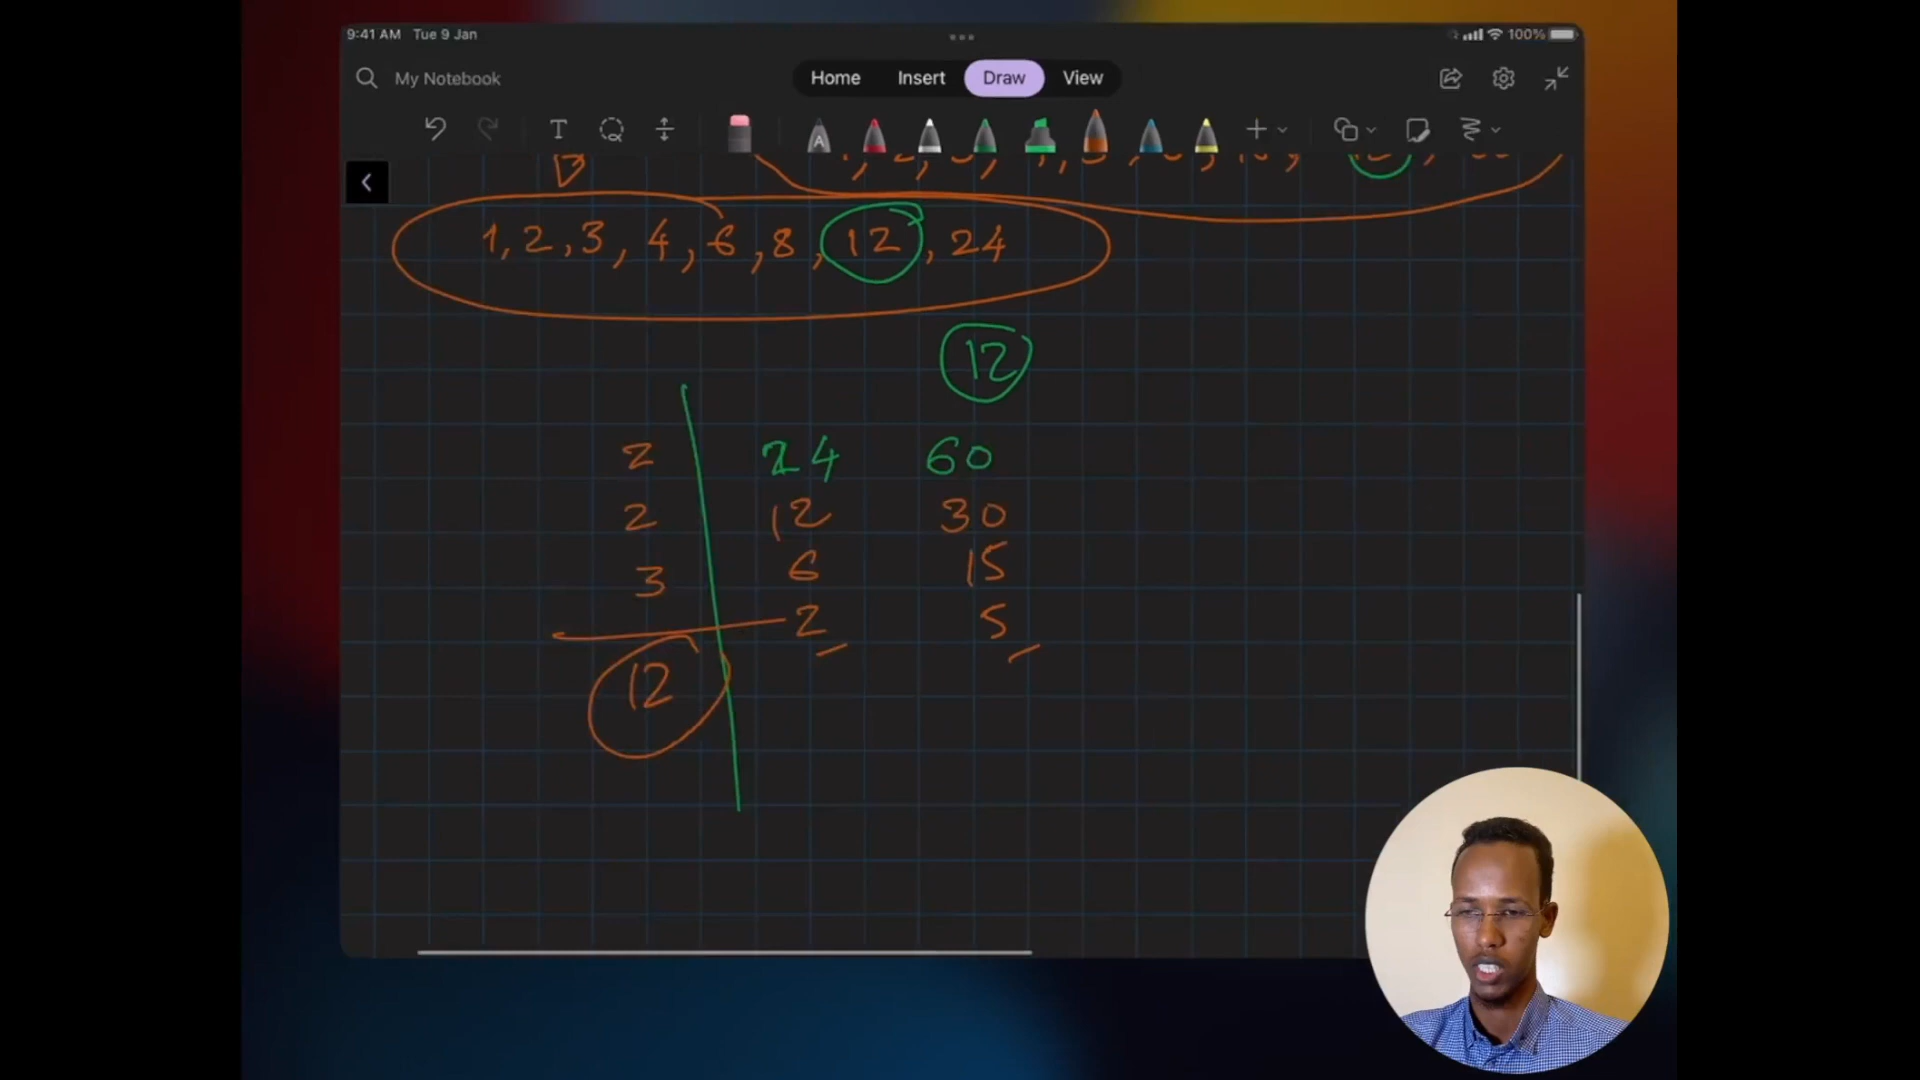 9:41 AM Tue 9 Jan 100%
My Notebook Home Insert Draw View
T A
1, 2, 3, 4, 6, 8, 12, 24
12
2 24 60
2 12 30
3 6 15
2 5
12